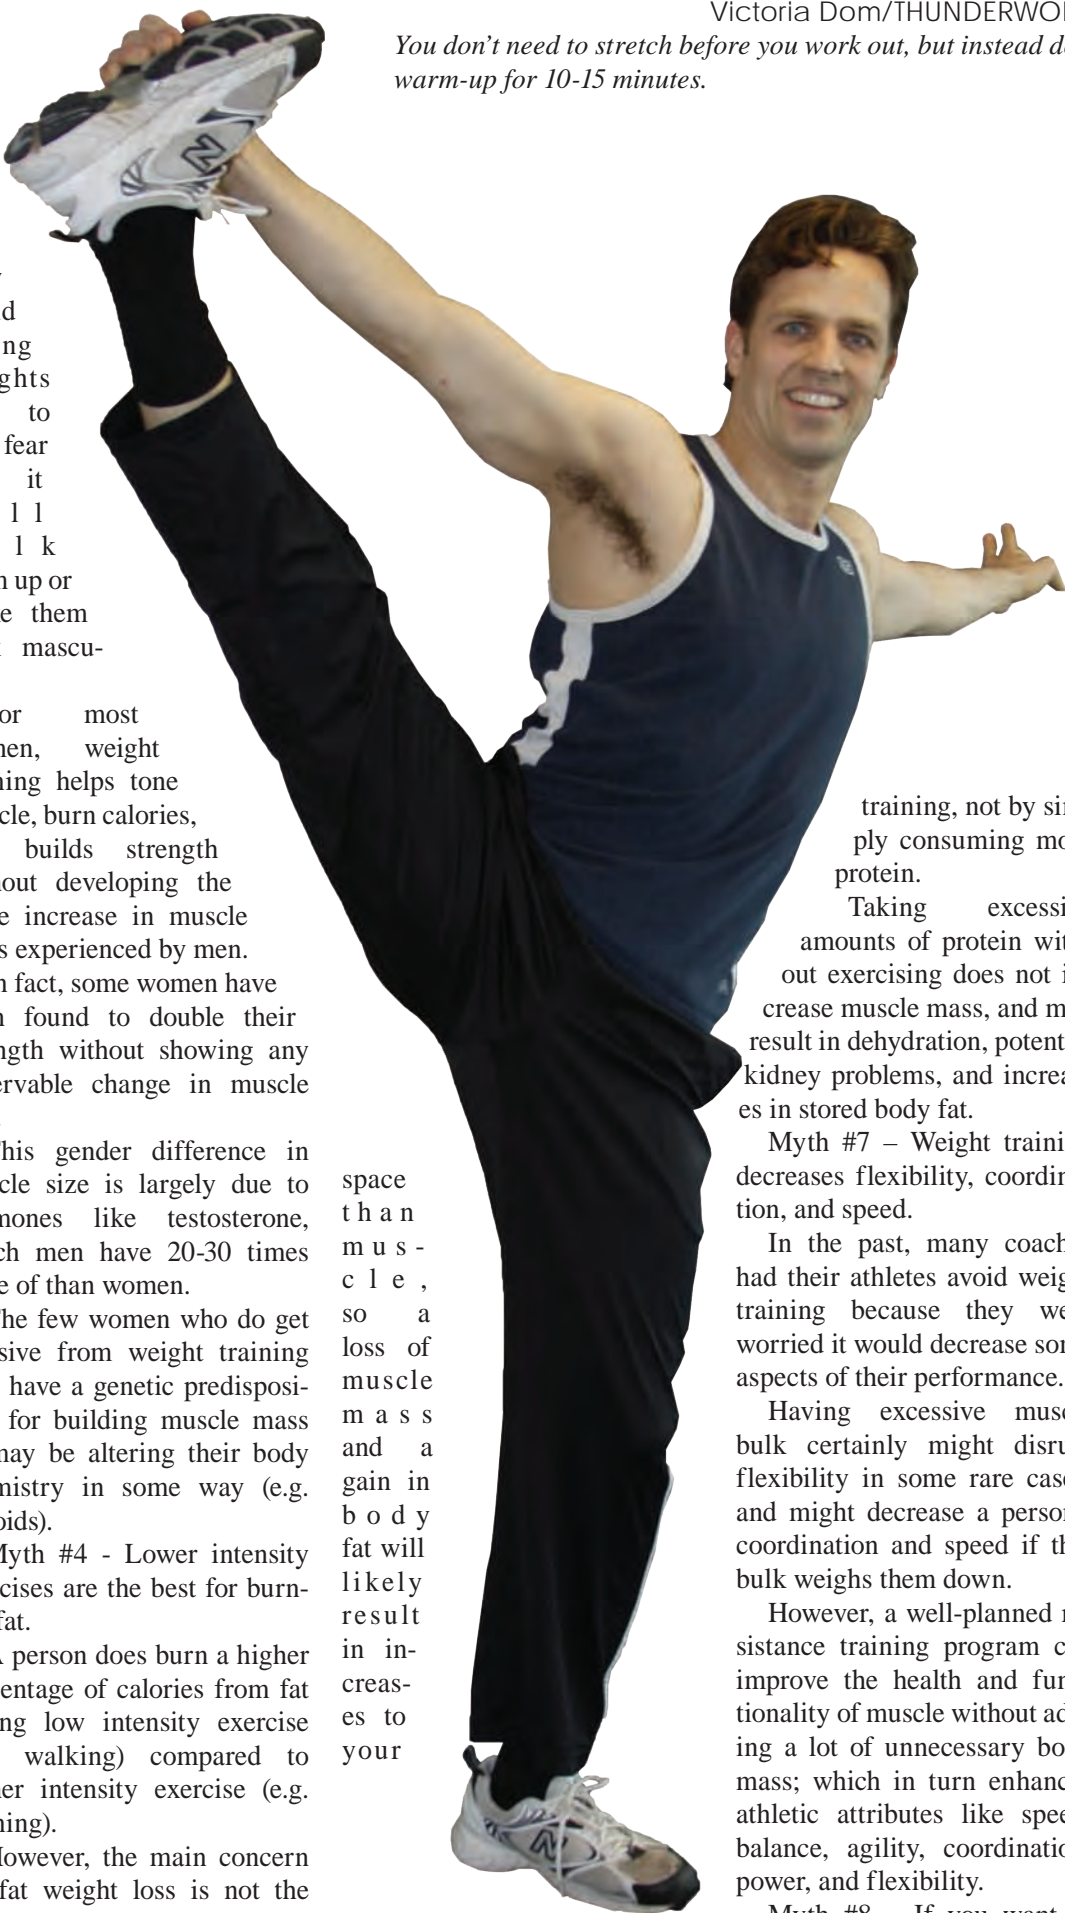 Victoria Dom/THUNDERWO
You don't need to stretch before you work out, but instead d
warm-up for 10-15 minutes.
d
ng
ghts
to
fear
it
l l
l k
up or
e them
mascu-
or most
men, weight
ning helps tone
cle, burn calories,
builds strength
out developing the
e increase in muscle
s experienced by men.
n fact, some women have
n found to double their
ngth without showing any
ervable change in muscle
his gender difference in
cle size is largely due to
mones like testosterone,
ch men have 20-30 times
e of than women.
he few women who do get
sive from weight training
have a genetic predisposi-
for building muscle mass
may be altering their body
mistry in some way (e.g.
oids).
Myth #4 - Lower intensity
cises are the best for burn-
fat.
A person does burn a higher
entage of calories from fat
ng low intensity exercise
walking) compared to
er intensity exercise (e.g.
ning).
However, the main concern
fat weight loss is not the
space
than
mus-
cle,
so a
loss of
muscle
mass
and a
gain in
body
fat will
likely
result
in in-
creas-
es to
your
training, not by sim
ply consuming mo
protein.
Taking excessi
amounts of protein wit
out exercising does not i
crease muscle mass, and m
result in dehydration, potent
kidney problems, and increa
es in stored body fat.
Myth #7 – Weight traini
decreases flexibility, coordin
tion, and speed.
In the past, many coach
had their athletes avoid weig
training because they we
worried it would decrease som
aspects of their performance.
Having excessive musc
bulk certainly might disru
flexibility in some rare case
and might decrease a person
coordination and speed if th
bulk weighs them down.
However, a well-planned r
sistance training program c
improve the health and fun
tionality of muscle without ad
ing a lot of unnecessary bo
mass; which in turn enhanc
athletic attributes like spee
balance, agility, coordinatio
power, and flexibility.
Myth #8 – If you want
N
N